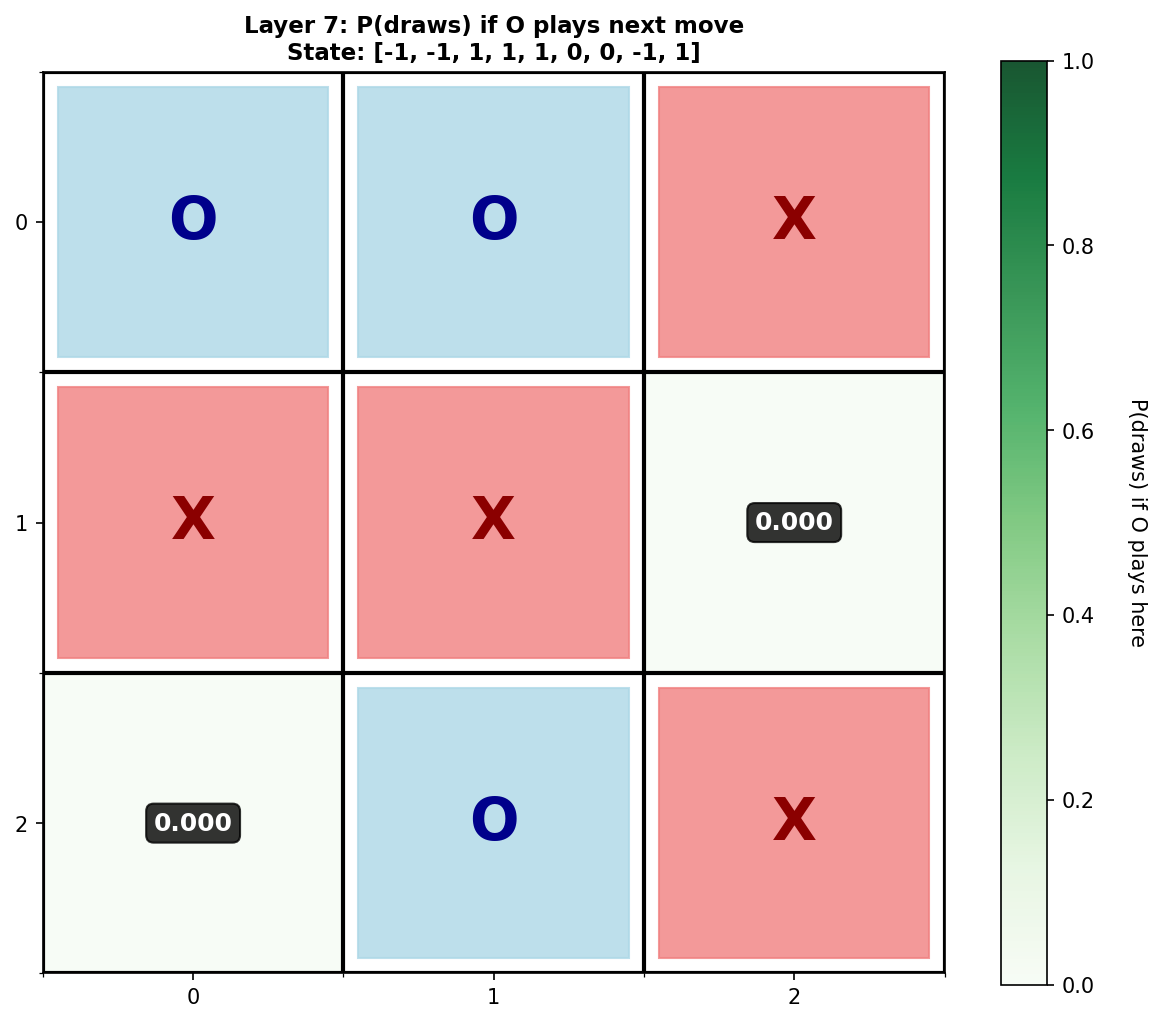 Layer 7: P(draws) if O plays next move
State: [-1, -1, 1, 1, 1, 0, 0, -1, 1]
O
O
X
X
X
0.000
0.000
O
X
0
1
2
0
1
2
1.0
0.8
0.6
0.4
0.2
0.0
P(draws) if O plays here